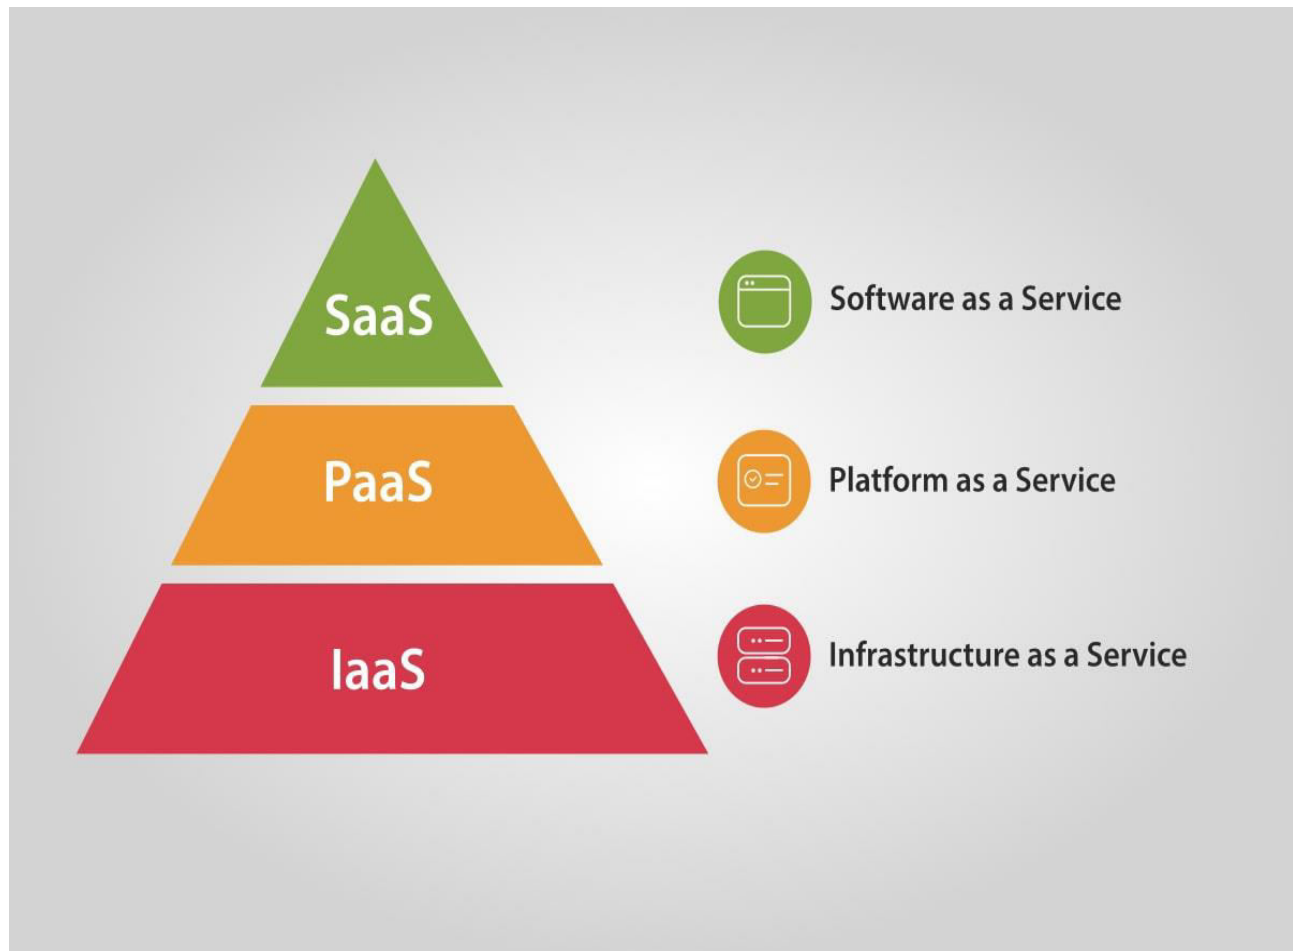 SaaS
Software as a Service
PaaS
Platform as a Service
IaaS
Infrastructure as a Service